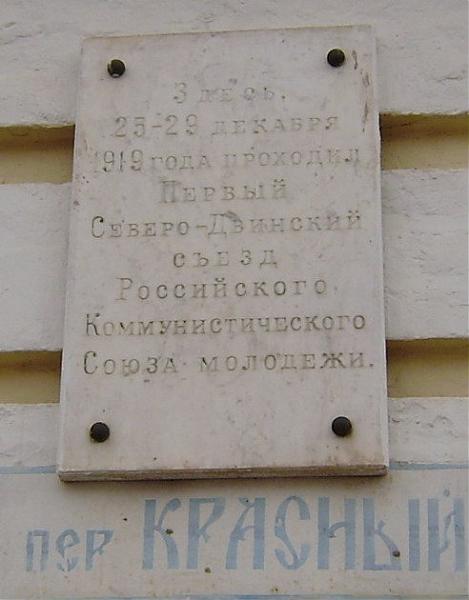 Здесь.
25-29 декабря
1919 года проходил
Первый
Северо-Двинский
съезд
Российского
Коммунистического
Союза молодежи.
пер КРАСНЫЙ